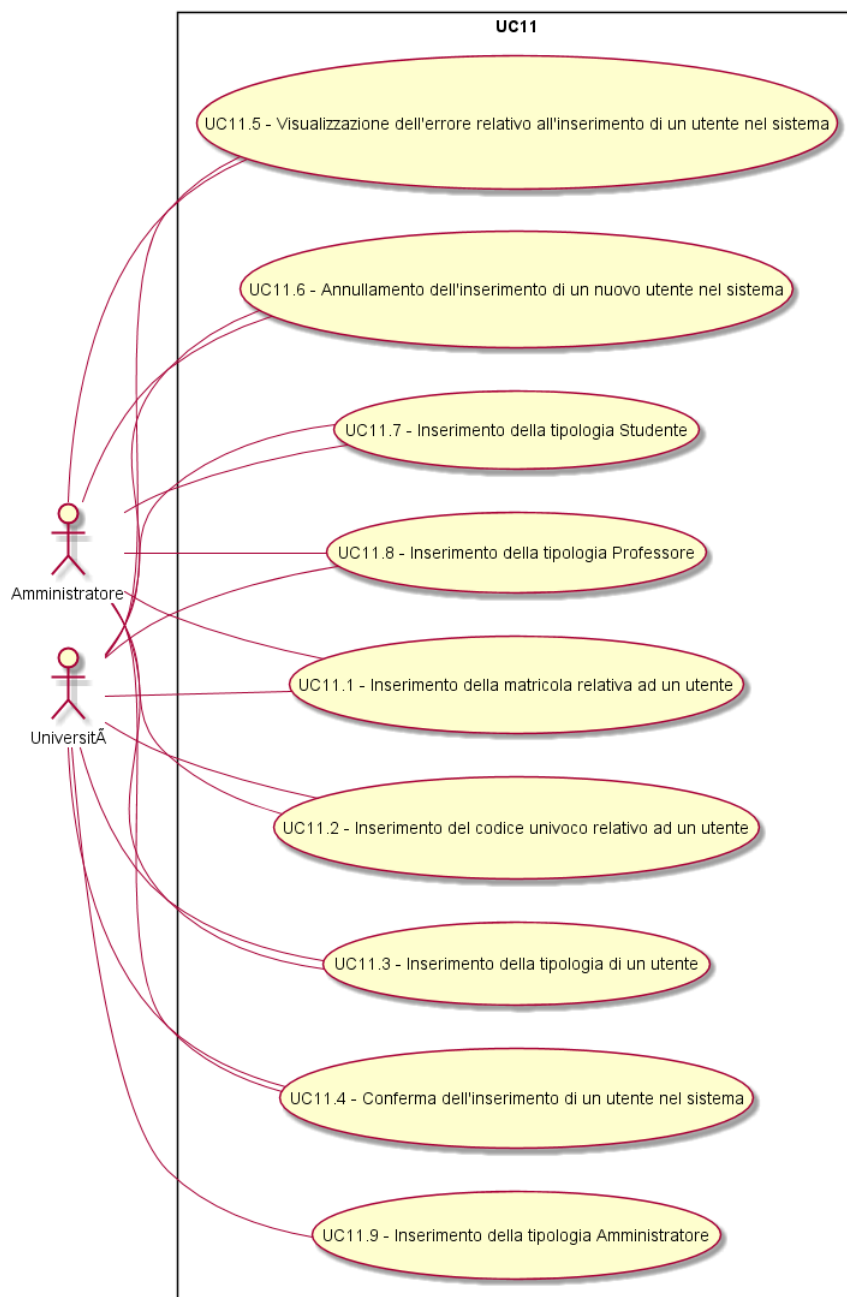 UC11
UC11.5 - Visualizzazione dell'errore relativo all'inserimento di un utente nel sistema
UC11.6 - Annullamento dell'inserimento di un nuovo utente nel sistema
UC11.7 - Inserimento della tipologia Studente
UC11.8 - Inserimento della tipologia Professore
Amministratore
UC11.1 - Inserimento della matricola relativa ad un utente
UniversitÃ
UC11.2 - Inserimento del codice univoco relativo ad un utente
UC11.3 - Inserimento della tipologia di un utente
UC11.4 - Conferma dell'inserimento di un utente nel sistema
UC11.9 - Inserimento della tipologia Amministratore